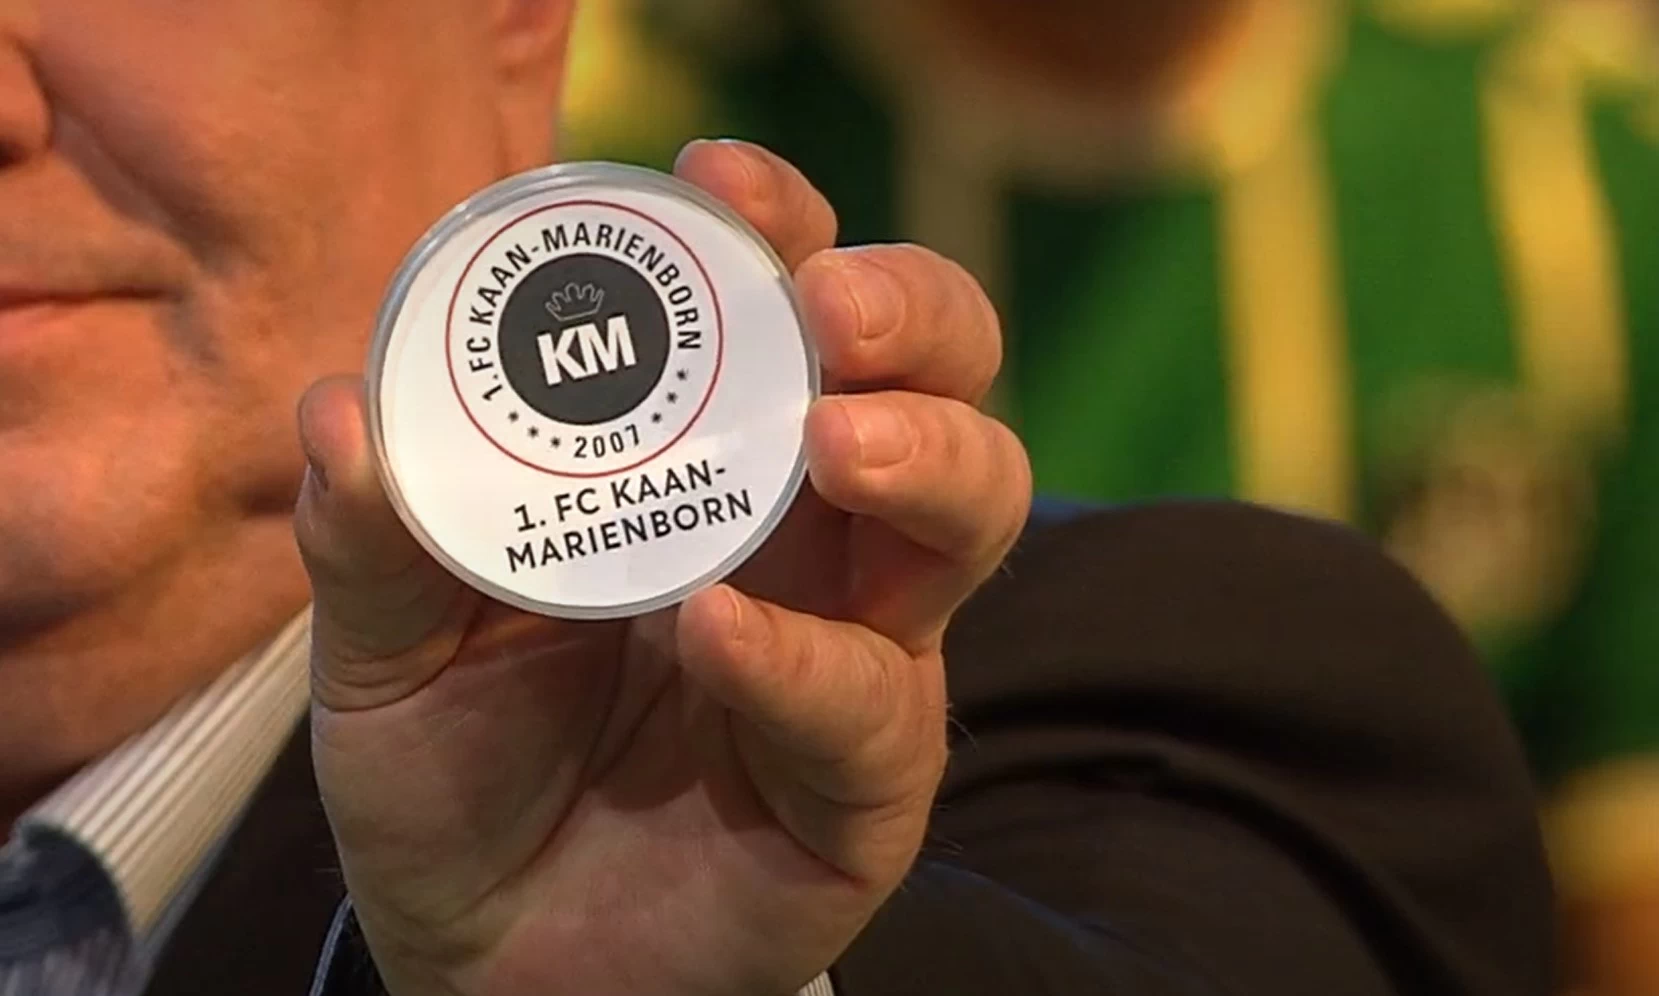 1.FC KAAN-MARIENBORN
KM
* * * 2007 * * *
1. FC KAAN-
MARIENBORN